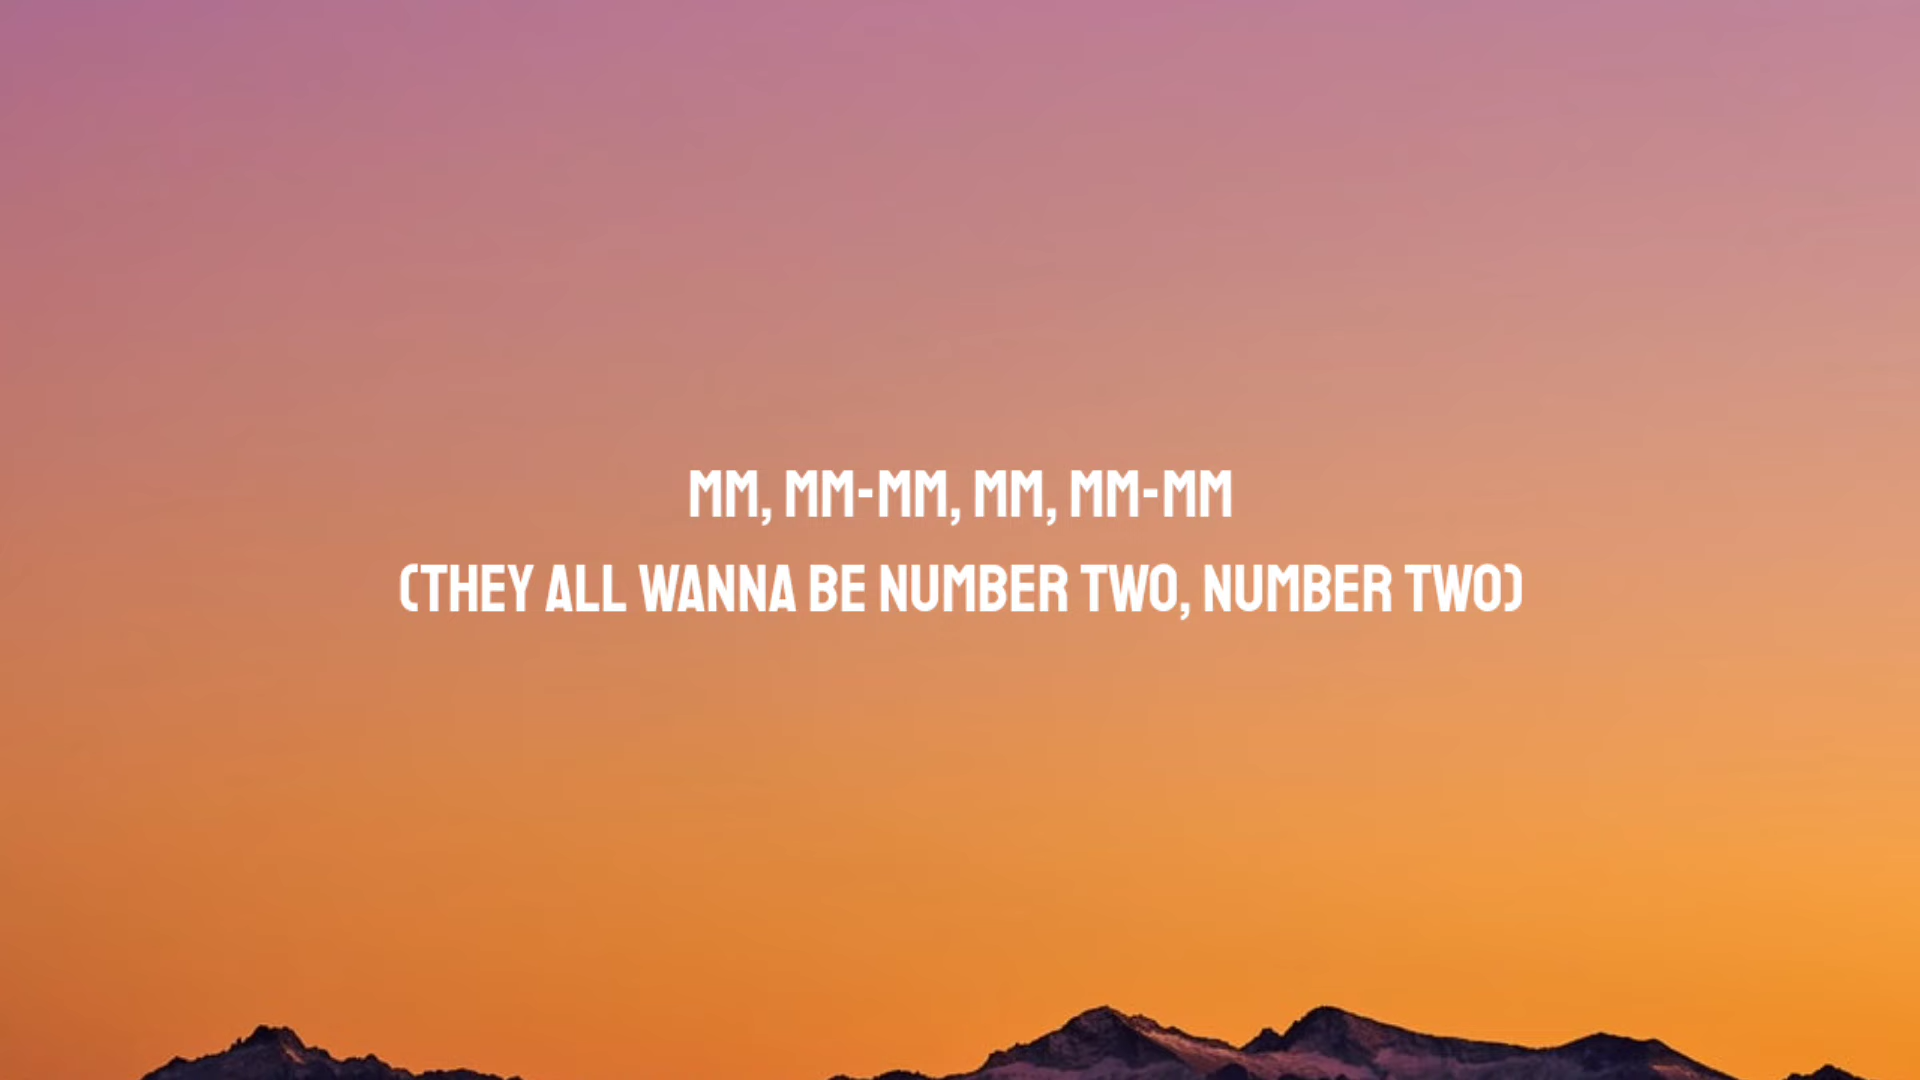 MM, MM-MM, MM, MM-MM
(THEY ALL WANNA BE NUMBER TWO, NUMBER TWO)